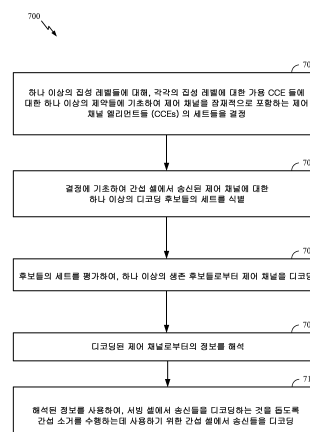 700
하나 이상의 집성 레벨들에 대해, 각각의 집성 레벨에 대한 가용 CCE 들에
대한 하나 이상의 제약들에 기초하여 제어 채널을 잠재적으로 포함하는 제어
채널 엘리먼트들 (CCEs) 의 세트들을 결정
결정에 기초하여 간섭 셀에서 송신된 제어 채널에 대한
하나 이상의 디코딩 후보들의 세트를 식별
후보들의 세트를 평가하여, 하나 이상의 생존 후보들로부터 제어 채널을 디코딩
디코딩된 제어 채널로부터의 정보를 해석
해석된 정보를 사용하여, 서빙 셀에서 송신들을 디코딩하는 것을 돕도록
간섭 소거를 수행하는데 사용하기 위한 간섭 셀에서 송신들을 디코딩